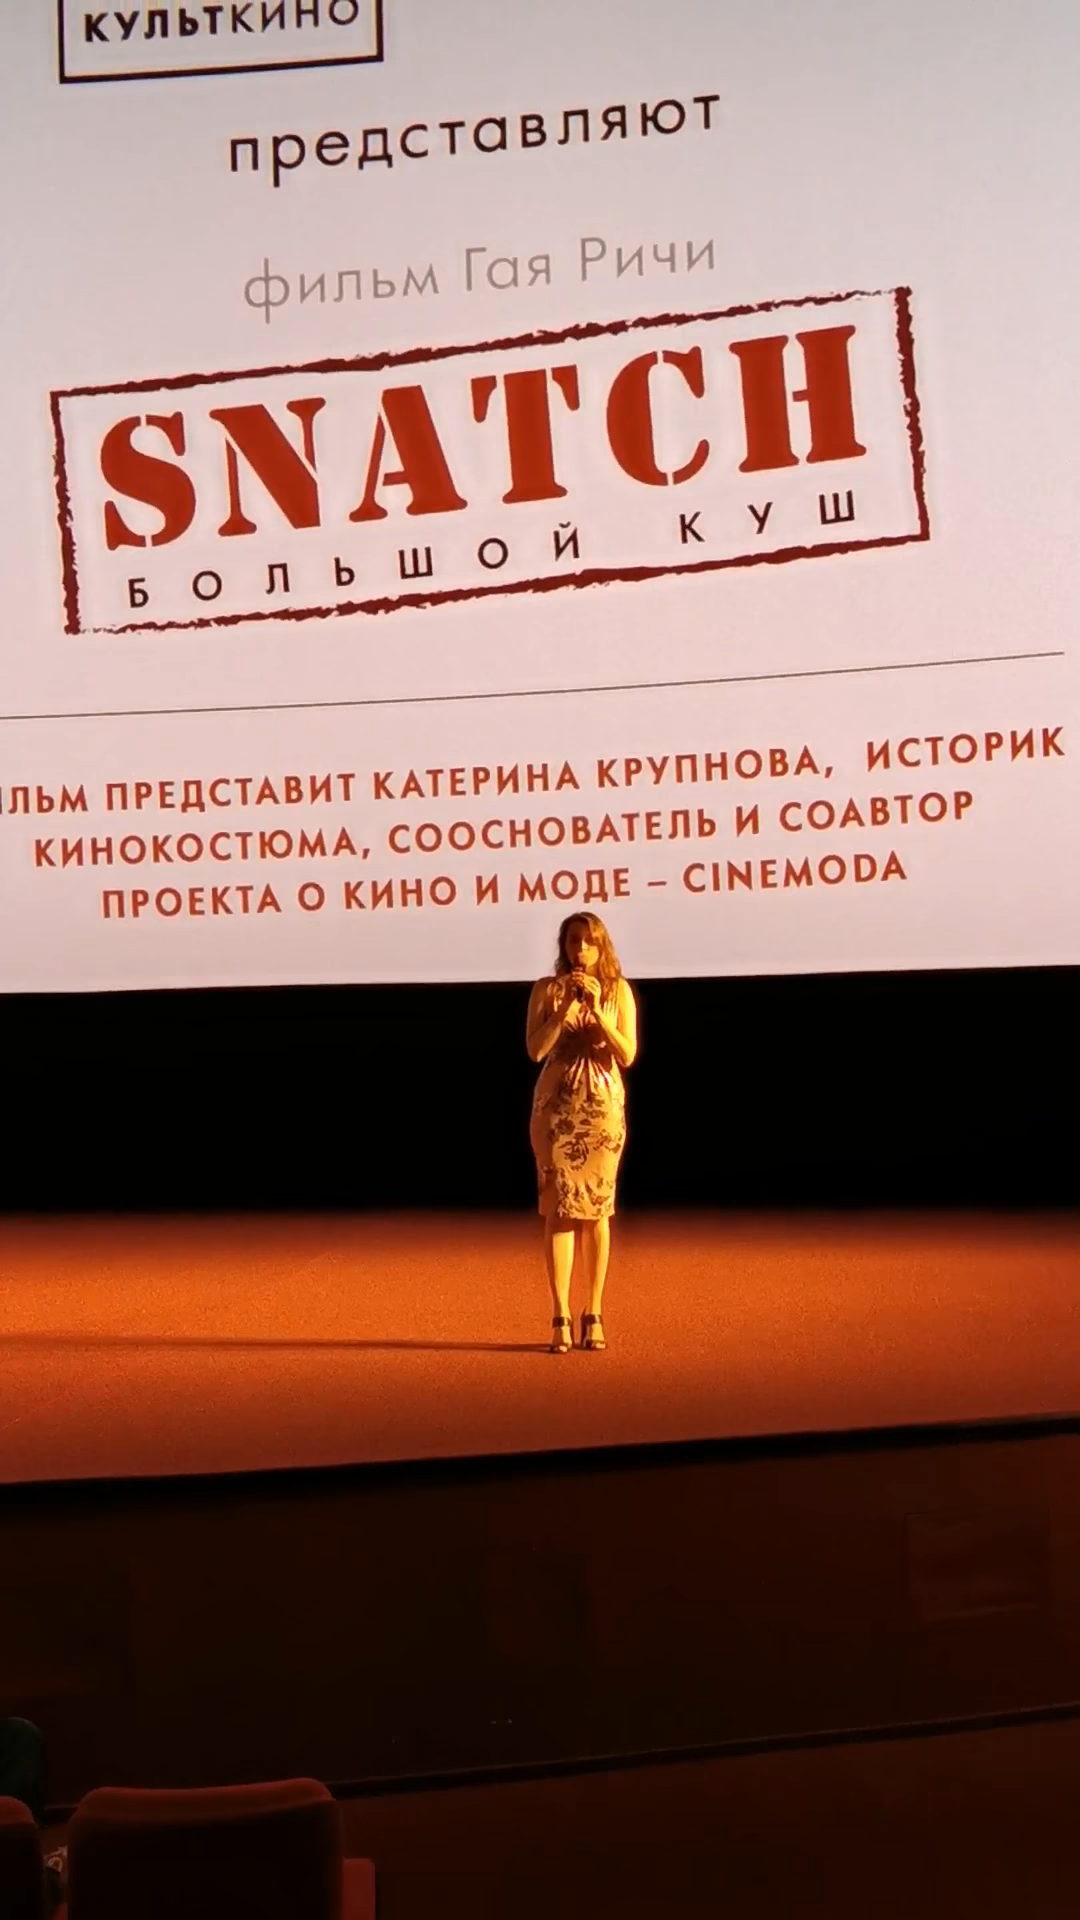 КУЛЬТКИНО
представляют
фильм Гая Ричи
SNATCH
БОЛЬШОЙ КУШ
ИЛЬМ ПРЕДСТАВИТ КАТЕРИНА КРУПНОВА, ИСТОРИК
КИНОКОСТЮМА, СООСНОВАТЕЛЬ И СОАВТОР
ПРОЕКТА О КИНО И МОДЕ – CINEMODA